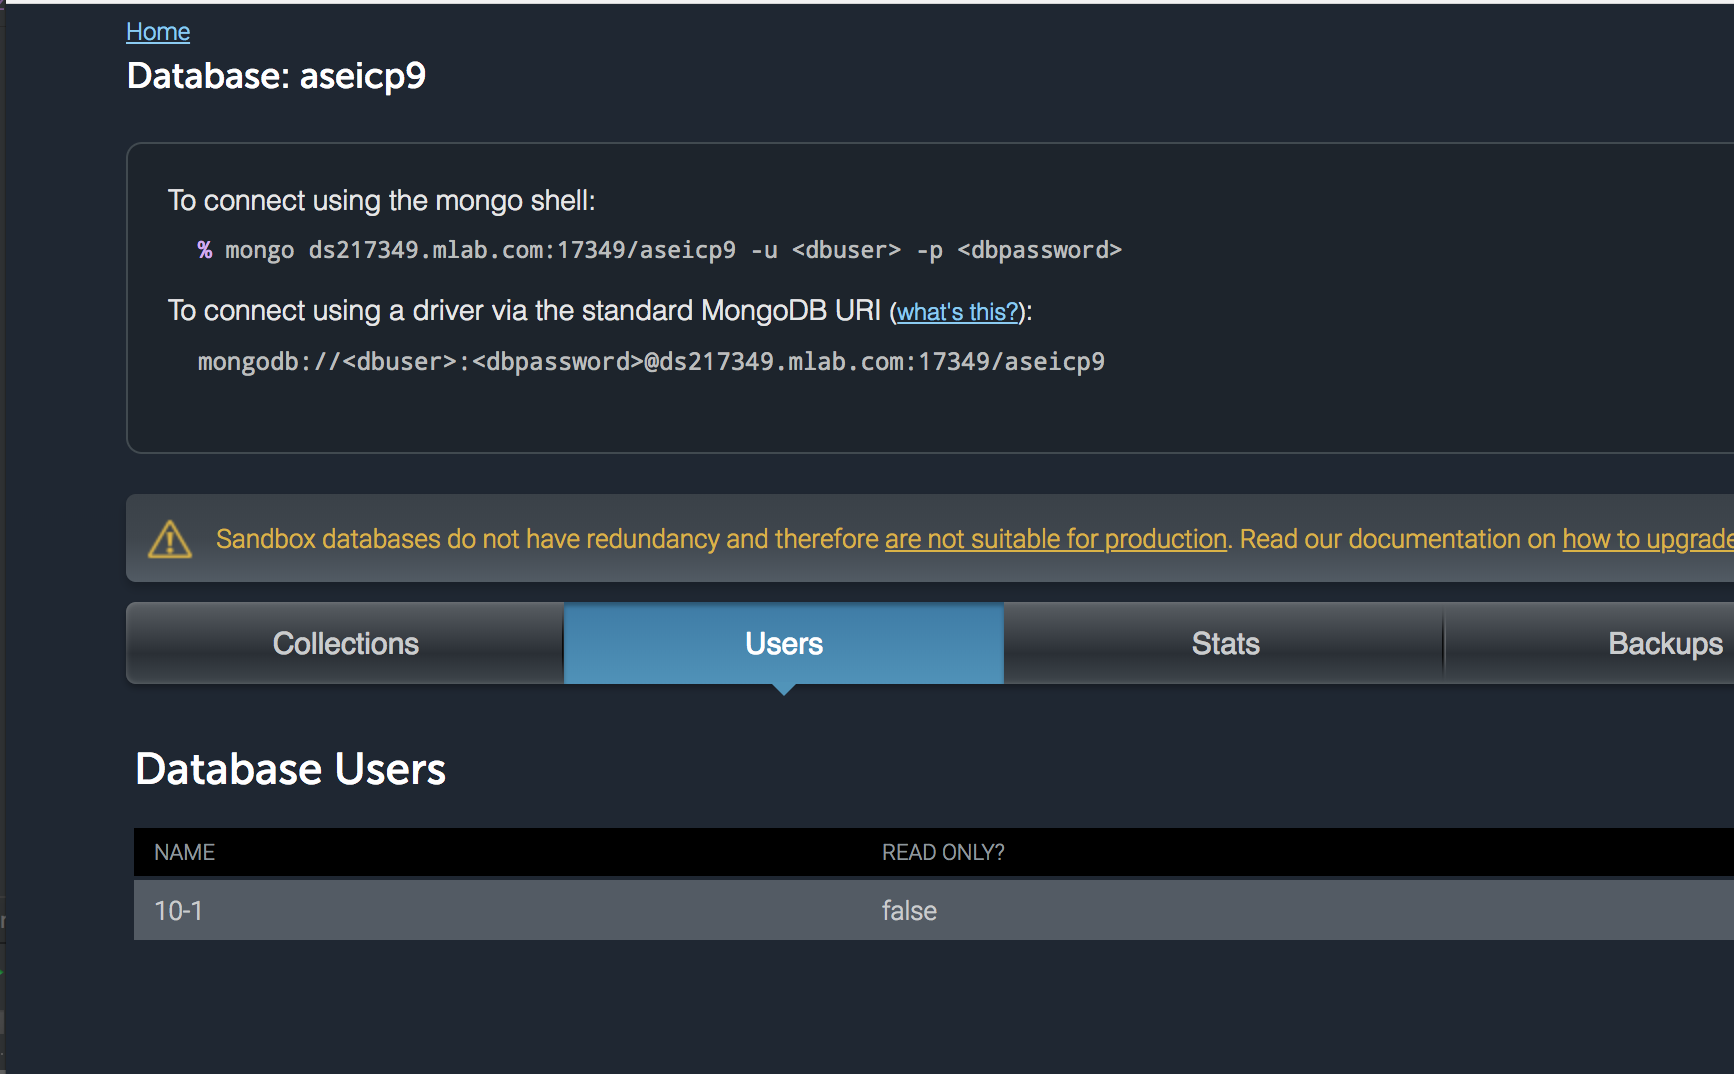 Home
Database: aseicp9
To connect using the mongo shell:
% mongo ds217349.mlab.com:17349/aseicp9 -u <dbuser> -p <dbpassword>
To connect using a driver via the standard MongoDB URI (what's this?):
mongodb://<dbuser>:<dbpassword>@ds217349.mlab.com:17349/aseicp9
Sandbox databases do not have redundancy and therefore are not suitable for production. Read our documentation on how to upgrade
Collections Users Stats Backups
Database Users
NAME READ ONLY?
10-1 false